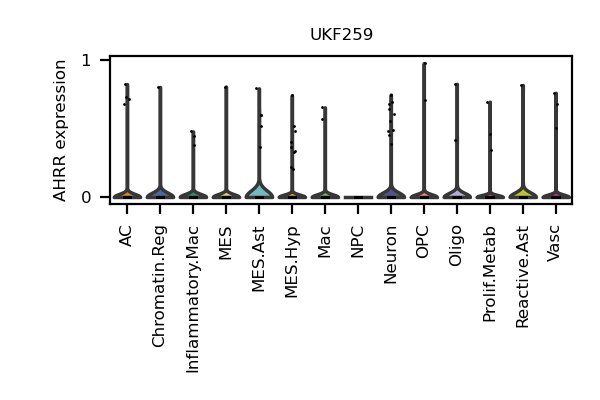 UKF259
AHRR expression
1
0
AC
Chromatin.Reg
Inflammatory.Mac
MES
MES.Ast
MES.Hyp
Mac
NPC
Neuron
OPC
Oligo
Prolif.Metab
Reactive.Ast
Vasc